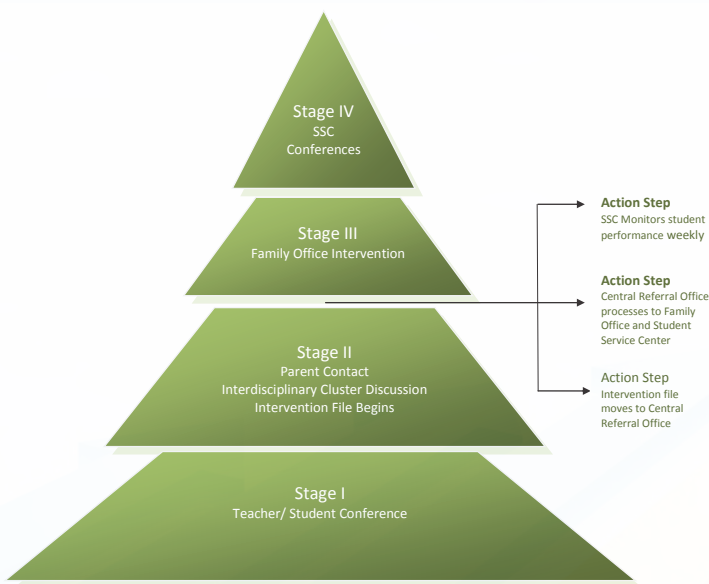 Stage IV
SSC
Conferences
Stage III
Family Office Intervention
Stage II
Parent Contact
Interdisciplinary Cluster Discussion
Intervention File Begins
Stage I
Teacher/ Student Conference
Action Step
SSC Monitors student
performance weekly
Action Step
Central Referral Office
processes to Family
Office and Student
Service Center
Action Step
Intervention file
moves to Central
Referral Office